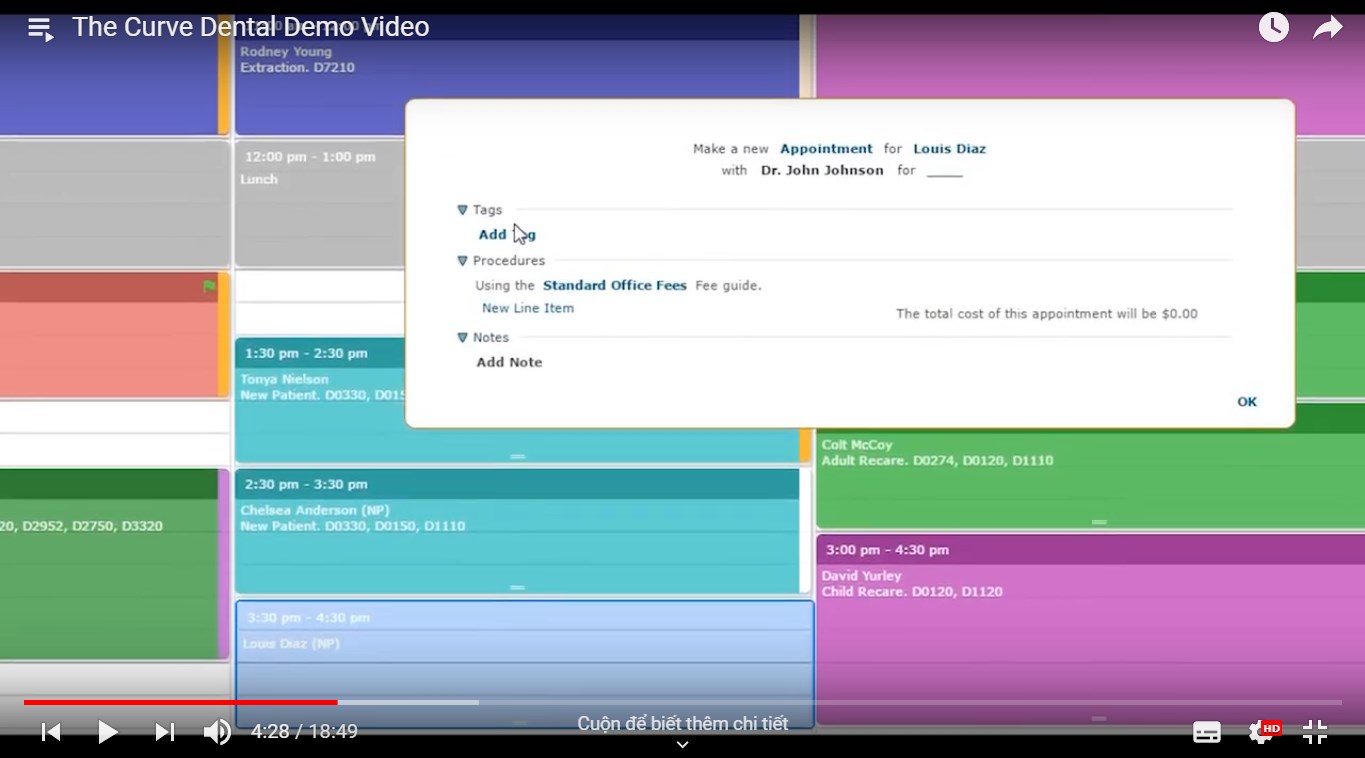 The Curve Dental Demo Video
Rodney Young
Extraction. D7210
12:00 pm - 1:00 pm
Lunch
Make a new Appointment for Louis Diaz
with Dr. John Johnson for _____
Tags
Add
Procedures
Using the Standard Office Fees Fee guide.
New Line Item
The total cost of this appointment will be $0.00
Notes
Add Note
OK
1:30 pm - 2:30 pm
Tonya Nielson
New Patient. D0330, D015
2:30 pm - 3:30 pm
Chelsea Anderson (NP)
New Patient. D0330, D0150, D1110
20, D2952, D2750, D3320
3:30 pm - 4:30 pm
Louis Diaz (NP)
Colt McCoy
Adult Recare. D0274, D0120, D1110
3:00 pm - 4:30 pm
David Yurley
Child Recare. D0120, D1120
4:28 / 18:49
Cuộn để biết thêm chi tiết
HD